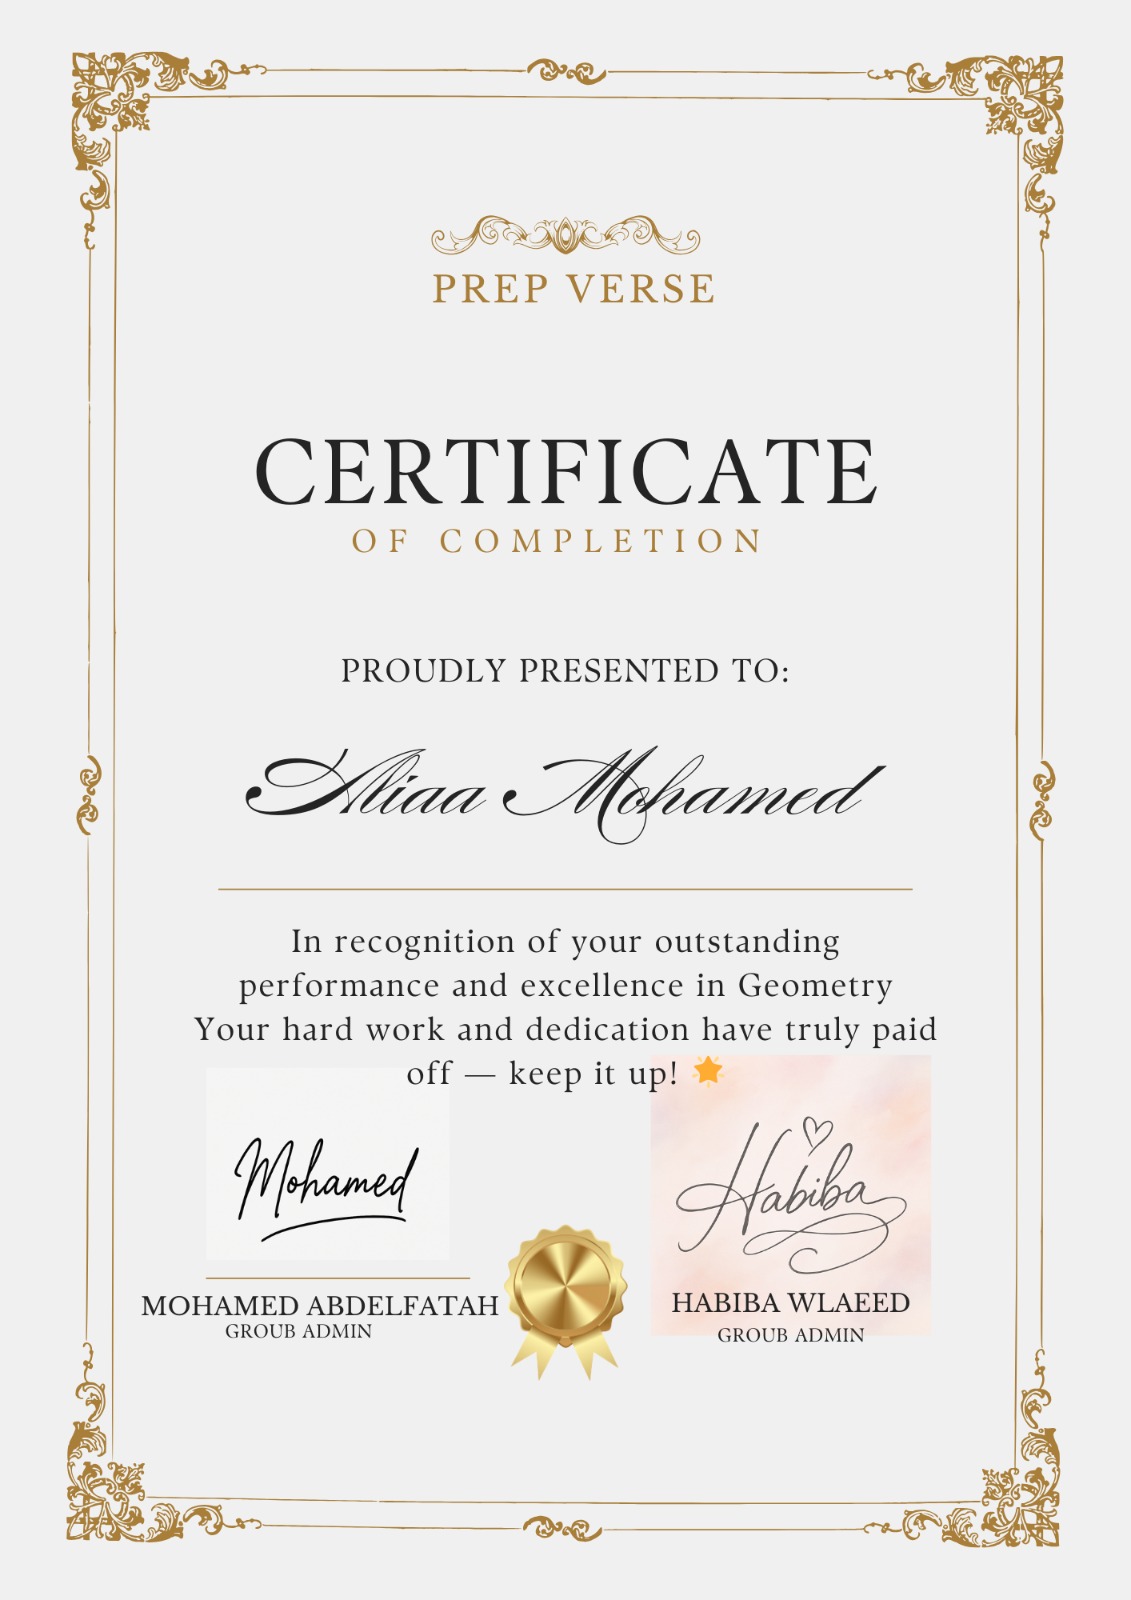 PREP VERSE
CERTIFICATE
OF COMPLETION
PROUDLY PRESENTED TO:
Aliaa Mohamed
In recognition of your outstanding
performance and excellence in Geometry
Your hard work and dedication have truly paid
off — keep it up! 🌟
Mohamed
Habiba
MOHAMED ABDELFATAH
HABIBA WLAEED
GROUB ADMIN
GROUB ADMIN